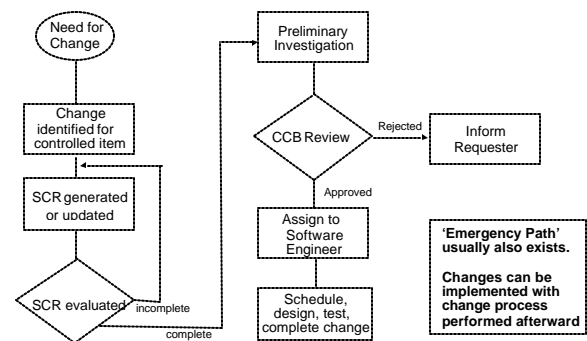 Need for
Change
Change
identified for
controlled item
SCR generated
or updated
SCR evaluated
incomplete
complete
Preliminary
Investigation
CCB Review
Rejected
Inform
Requester
Approved
Assign to
Software
Engineer
Schedule,
design, test,
complete change
‘Emergency Path’
usually also exists.
Changes can be
implemented with
change process
performed afterward